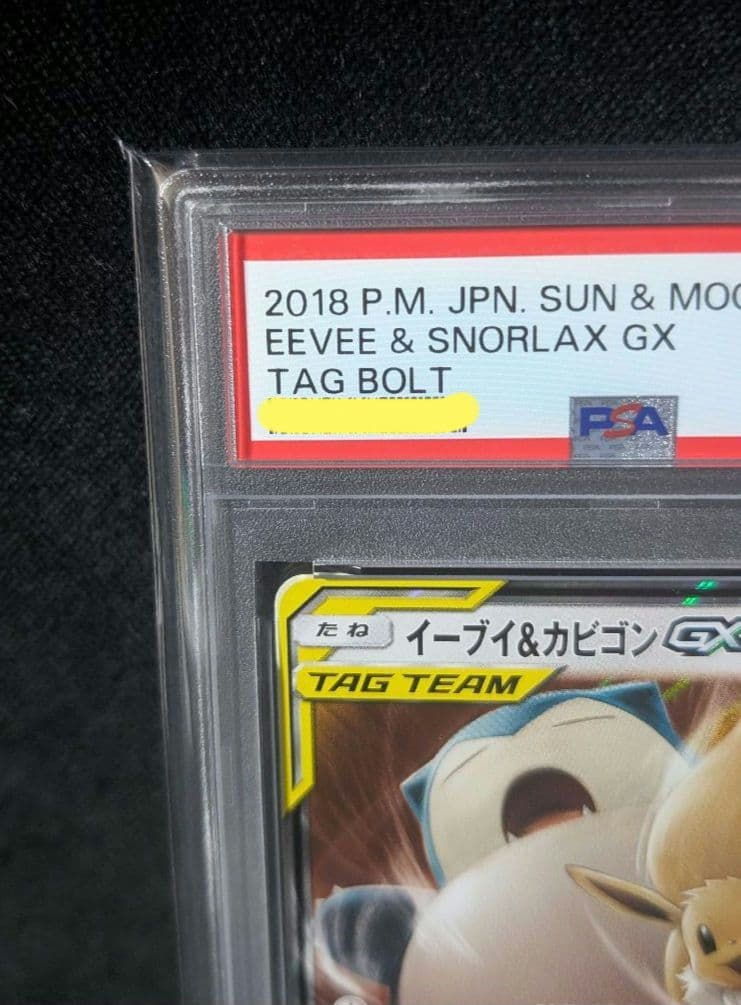 2018 P.M. JPN. SUN & MOO
EEVEE & SNORLAX GX
TAG BOLT
PSA
たね イーブイ&カビゴン GX
TAG TEAM